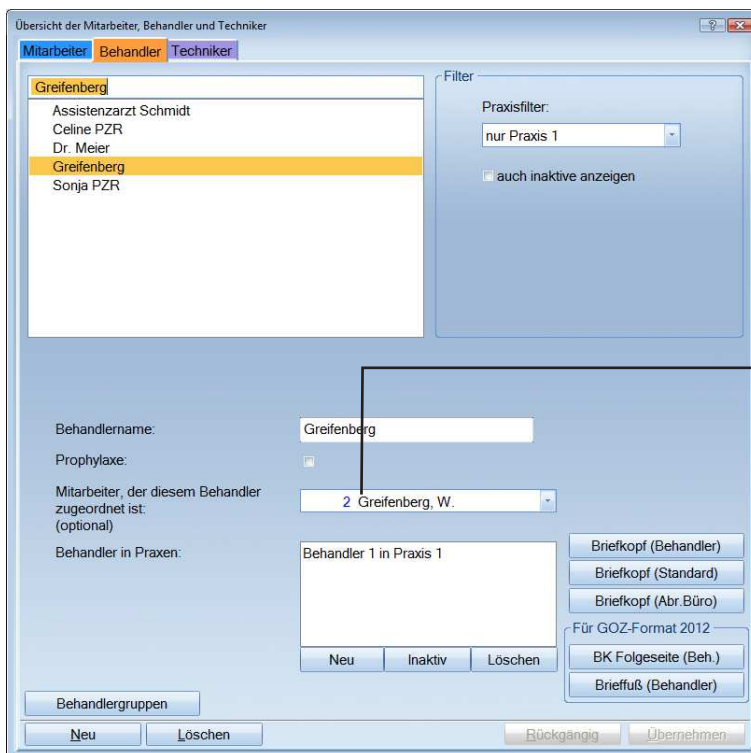 Übersicht der Mitarbeiter, Behandler und Techniker
Mitarbeiter Behandler Techniker
Greifenberg
Assistenzarzt Schmidt
Celine PZR
Dr. Meier
Greifenberg
Sonja PZR
Filter
Praxisfilter:
nur Praxis 1
auch inaktive anzeigen
Behandlername:
Greifenberg
Prophylaxe:
Mitarbeiter, der diesem Behandler
zugeordnet ist:
(optional)
2 Greifenberg, W.
Behandler in Praxen:
Behandler 1 in Praxis 1
Neu Inaktiv Löschen
Briefkopf (Behandler)
Briefkopf (Standard)
Briefkopf (Abr.Büro)
Für GOZ-Format 2012
BK Folgeseite (Beh.)
Brieffuß (Behandler)
Behandlergruppen
Neu Löschen Rückgängig Übernehmen